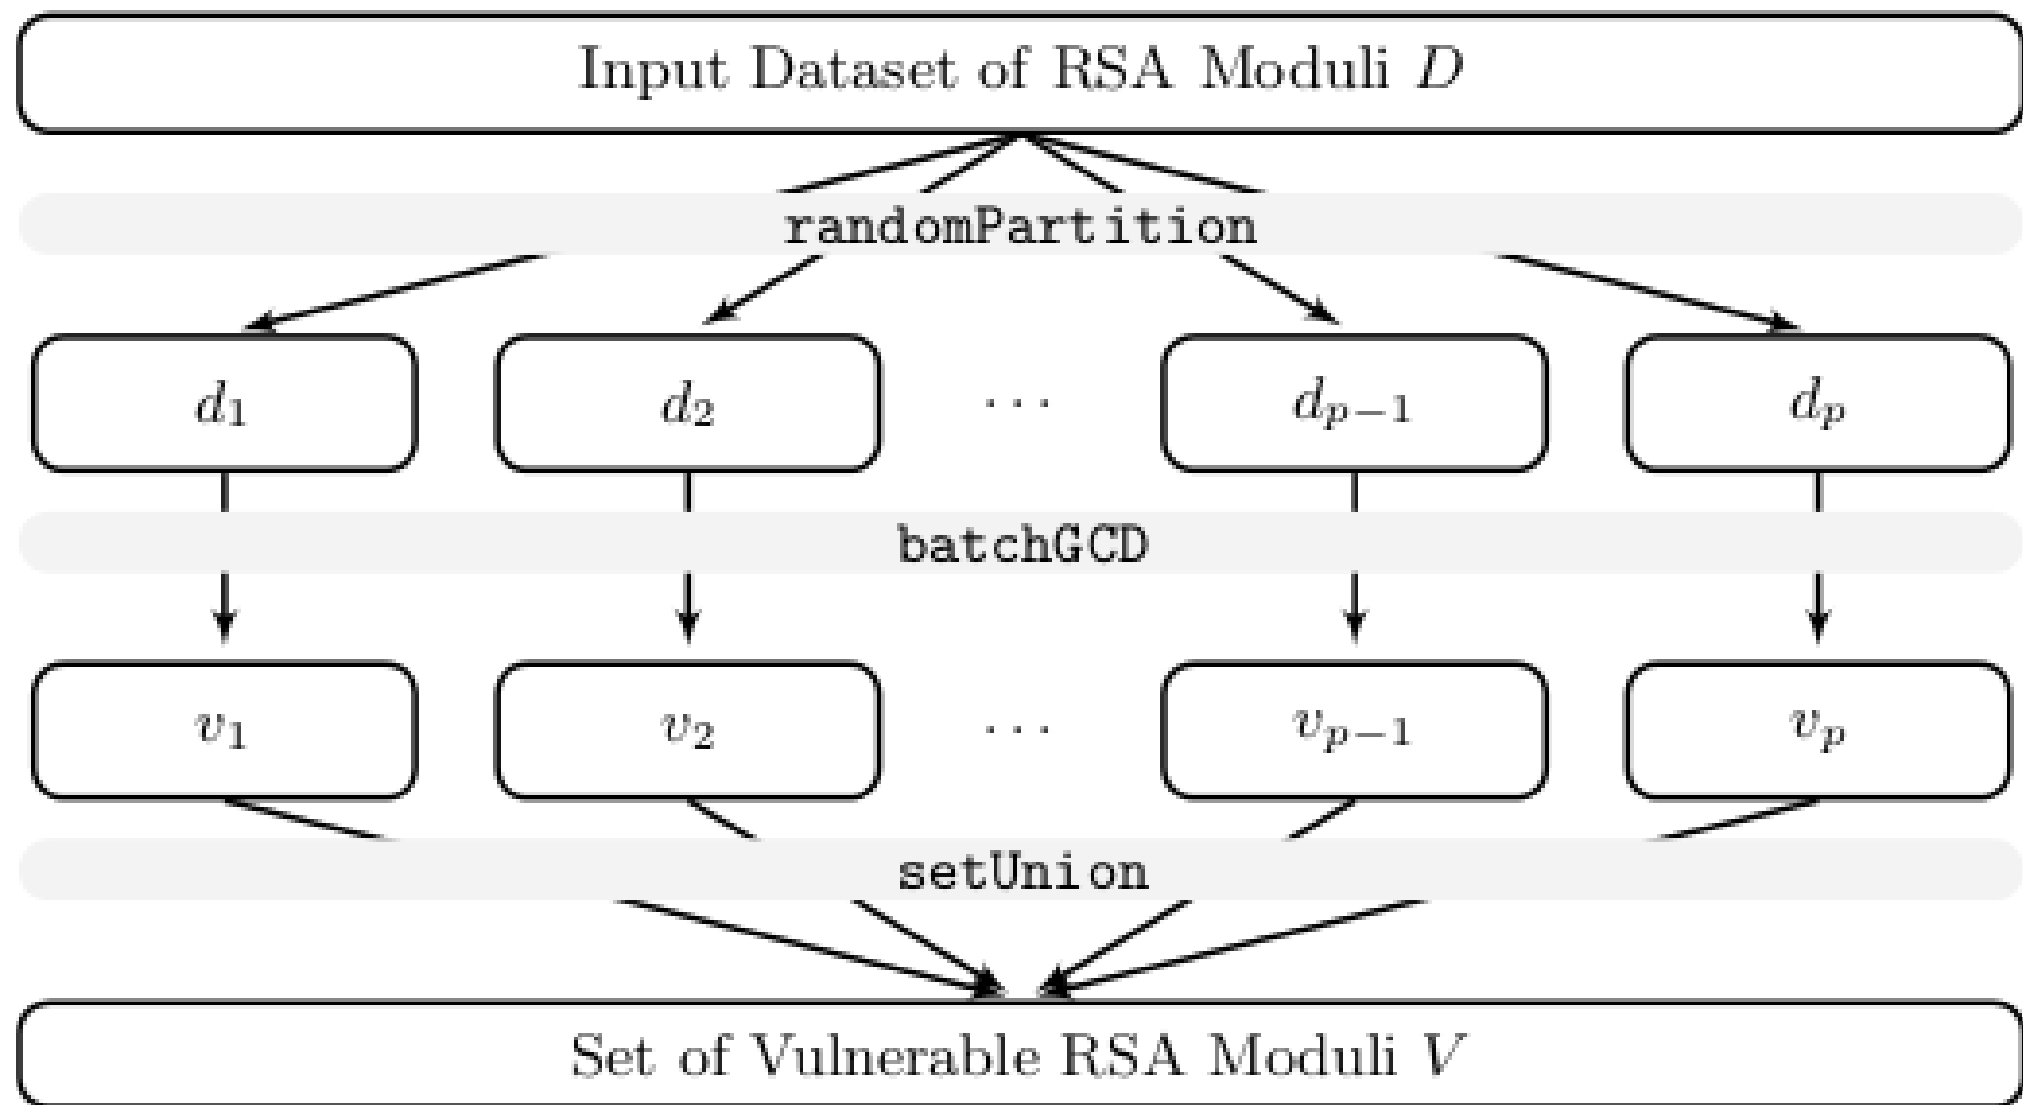 Input Dataset of RSA Moduli D
randomPartition
d₁ d₂ ··· dₚ₋₁ dₚ
batchGCD
v₁ v₂ ··· vₚ₋₁ vₚ
setUnion
Set of Vulnerable RSA Moduli V